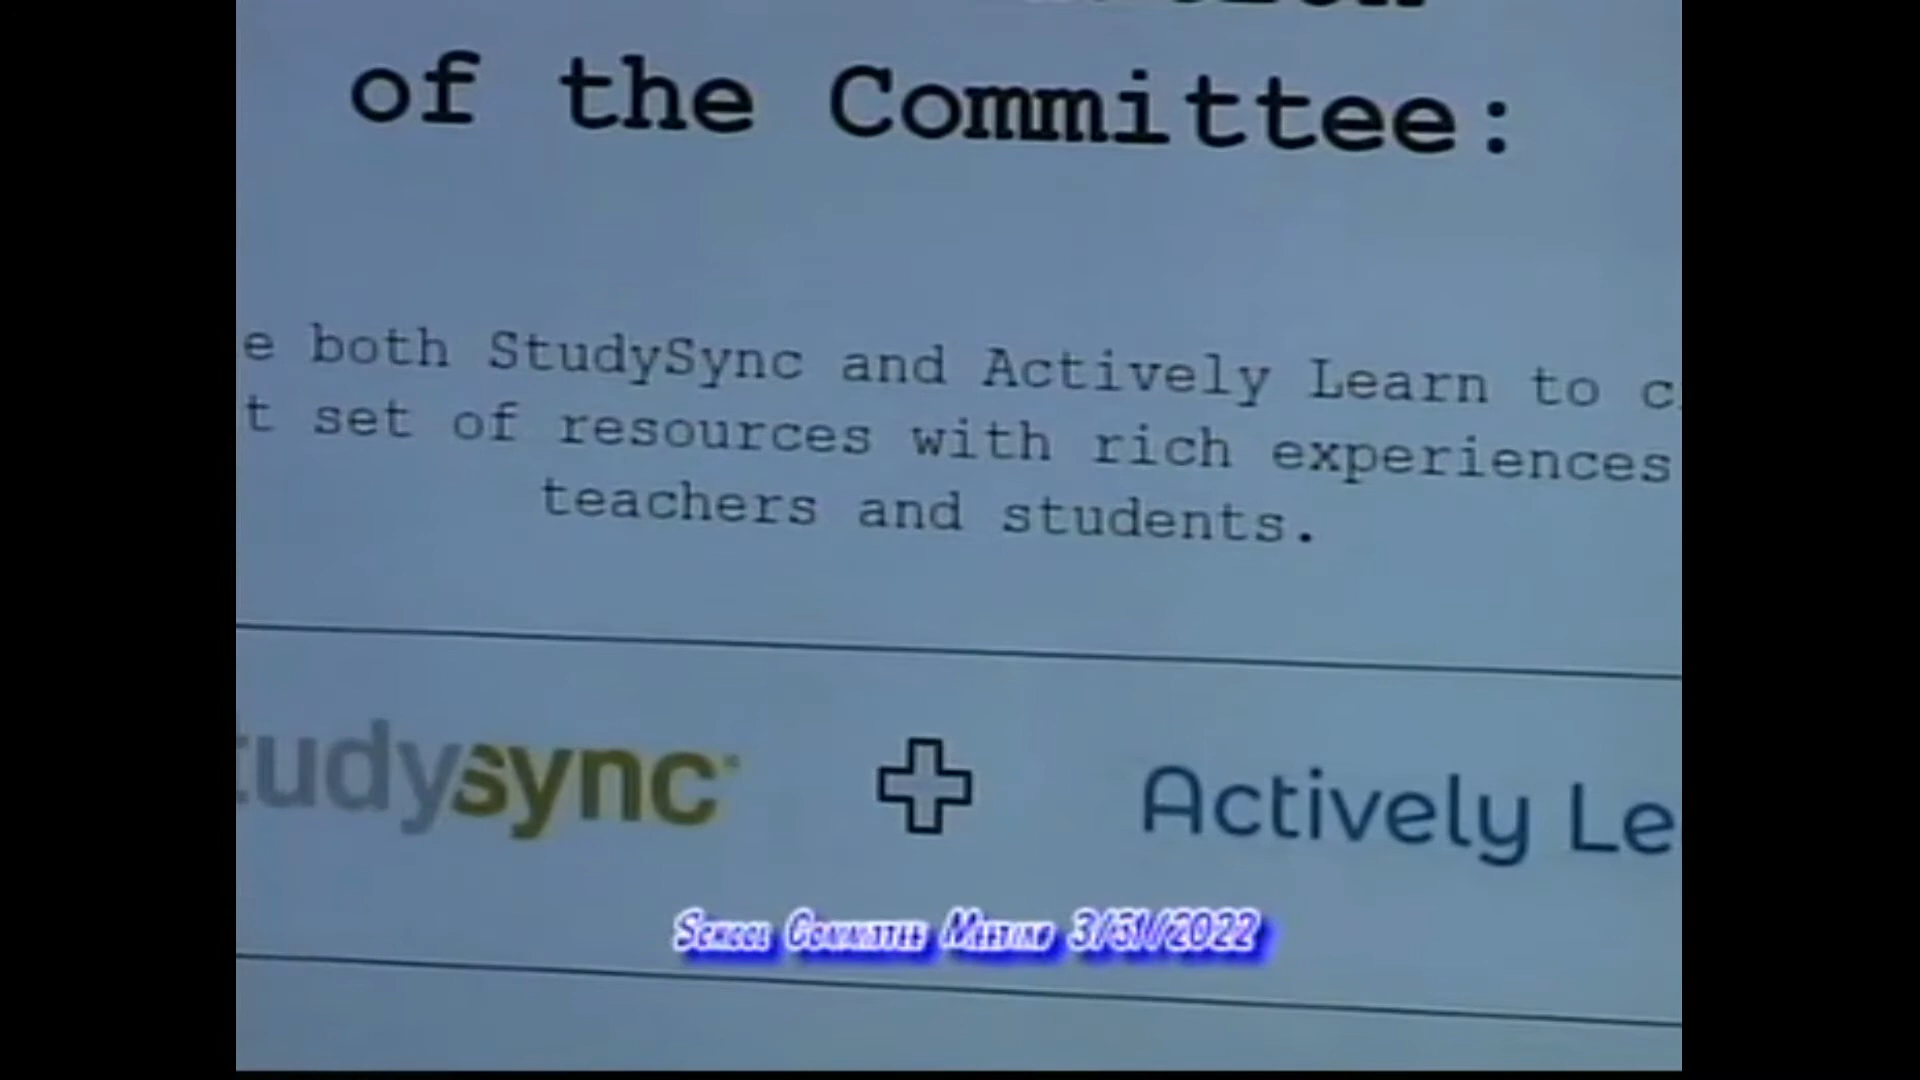 of the Committee:
e both StudySync and Actively Learn to c
t set of resources with rich experiences
teachers and students.
tudysync
Actively Le
School Committee Meeting 3/31/2022